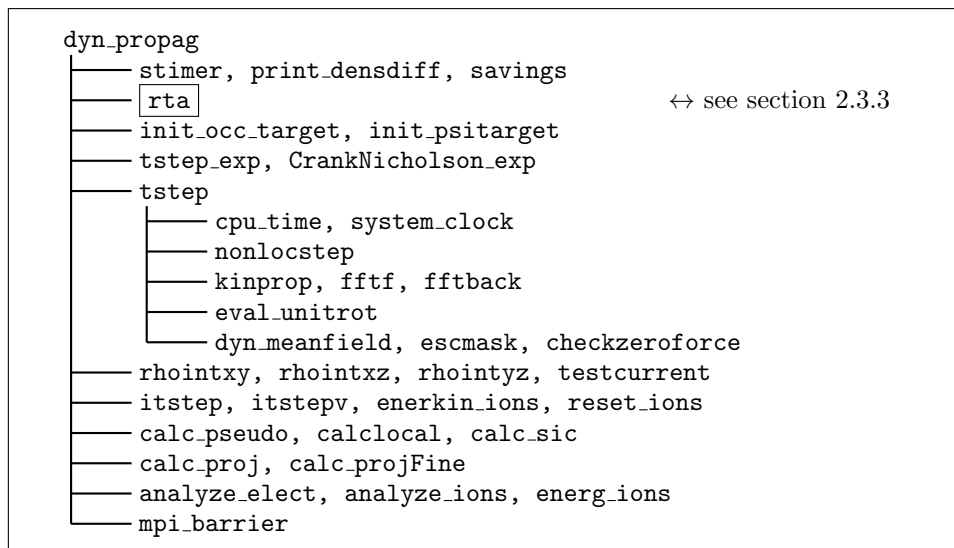 dyn_propag
stimer, print_densdiff, savings
rta ↔ see section 2.3.3
init_occ_target, init_psitarget
tstep_exp, CrankNicholson_exp
tstep
cpu_time, system_clock
nonlocstep
kinprop, fftf, fftback
eval_unitrot
dyn_meanfield, escmask, checkzeroforce
rhointxy, rhointxz, rhointyz, testcurrent
itstep, itstepv, enerkin_ions, reset_ions
calc_pseudo, calclocal, calc_sic
calc_proj, calc_projFine
analyze_elect, analyze_ions, energ_ions
mpi_barrier